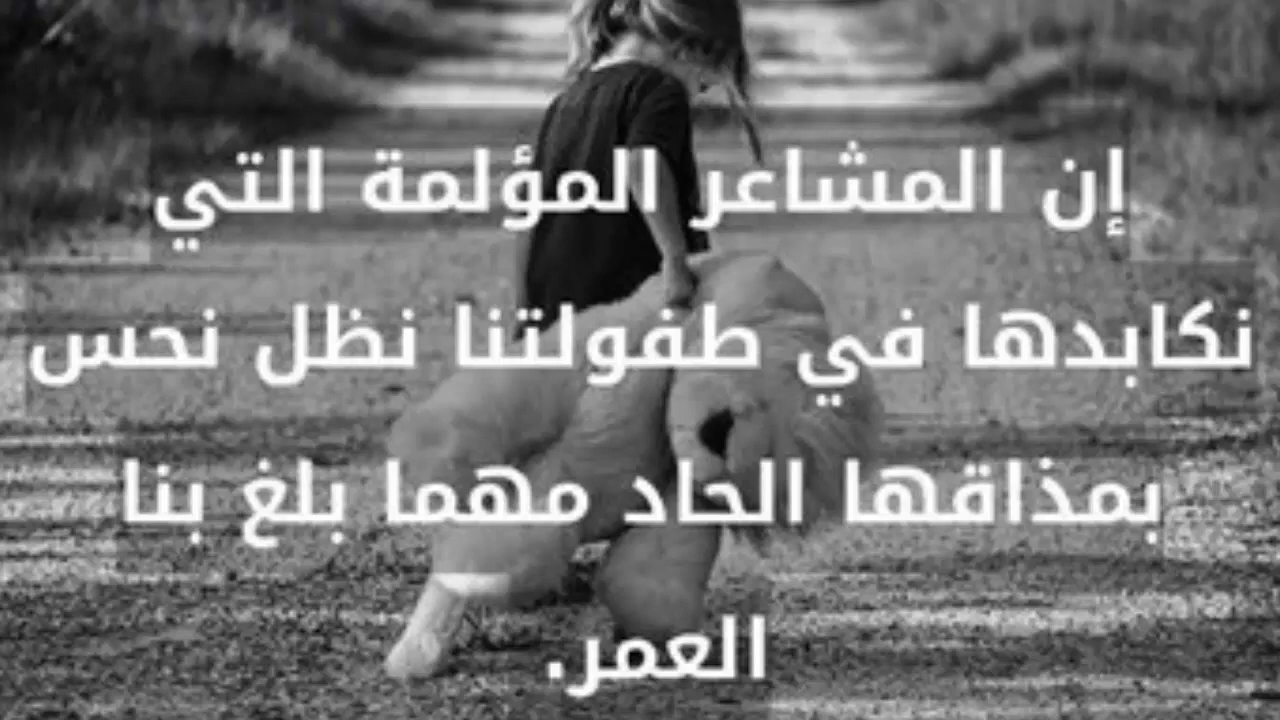 إن المشاعر المؤلمة التي
نكابدها في طفولتنا نظل نحس
بمذاقها الحاد مهما بلغ بنا
العمر.